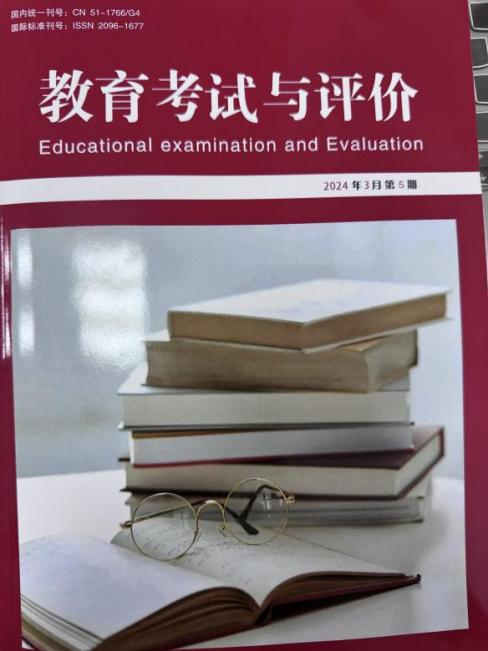 国内统一刊号：CN 51-1766/G4
国际标准刊号：ISSN 2096-1677
教育考试与评价
Educational examination and Evaluation
2024年3月第5期